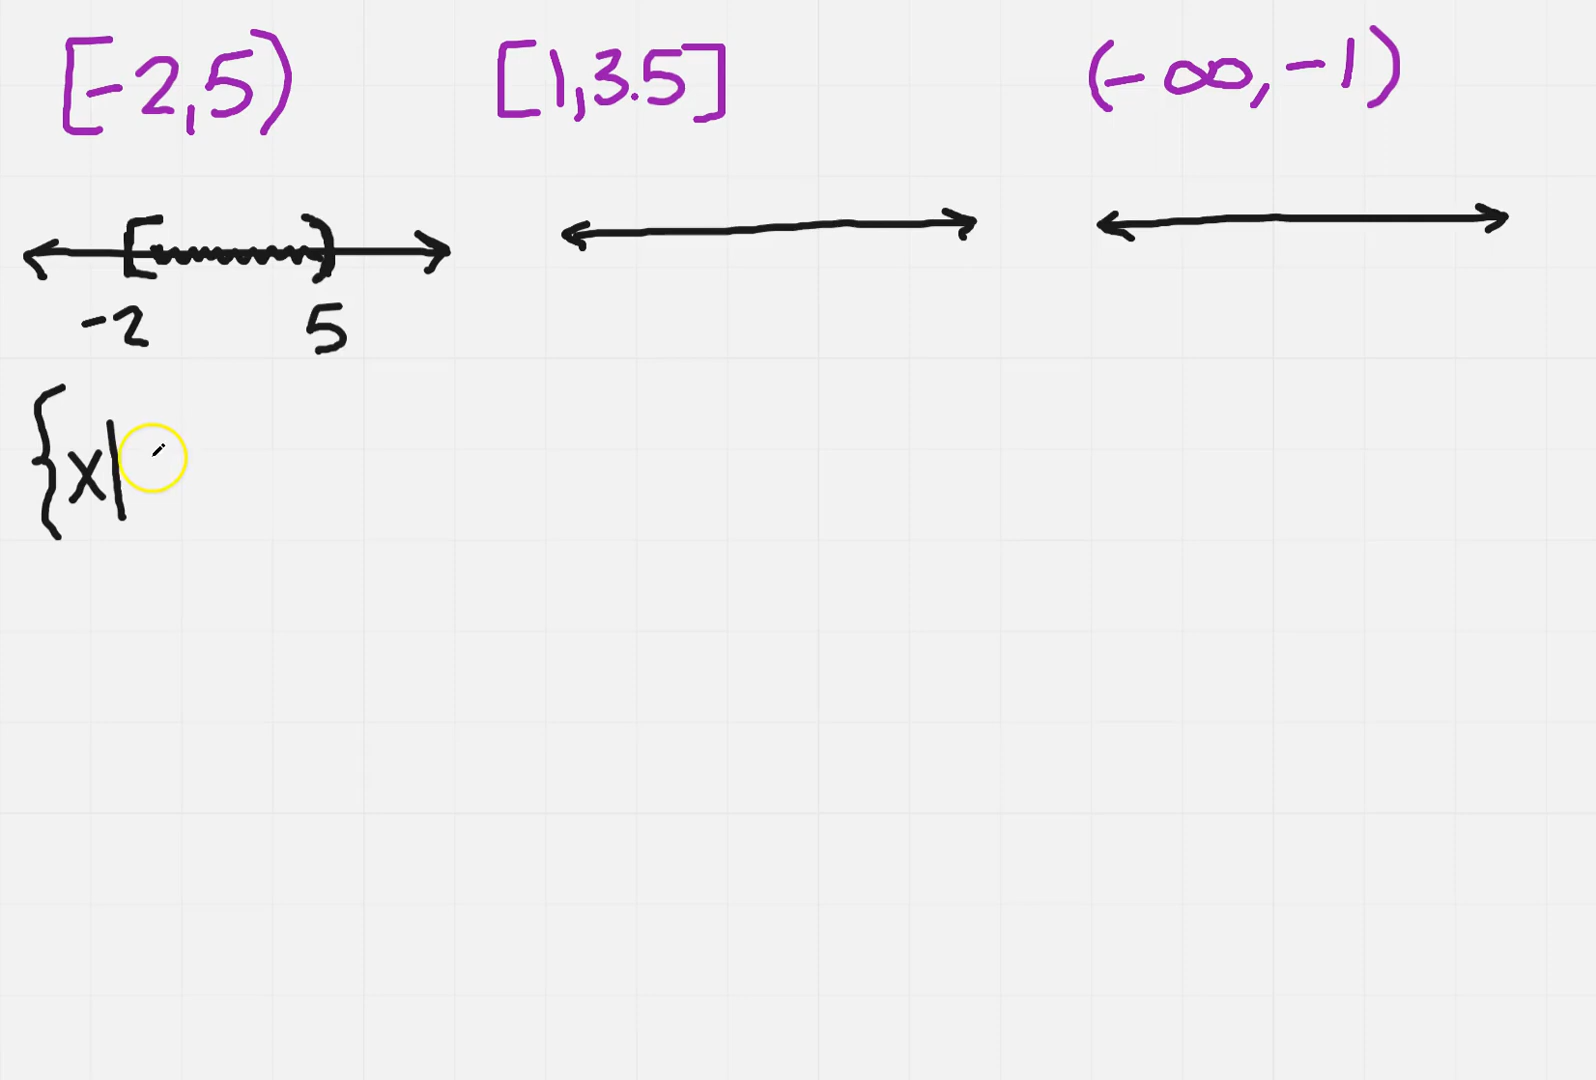 [-2,5) [1,3.5] (-∞,-1)
[ )
-2 5
{x|